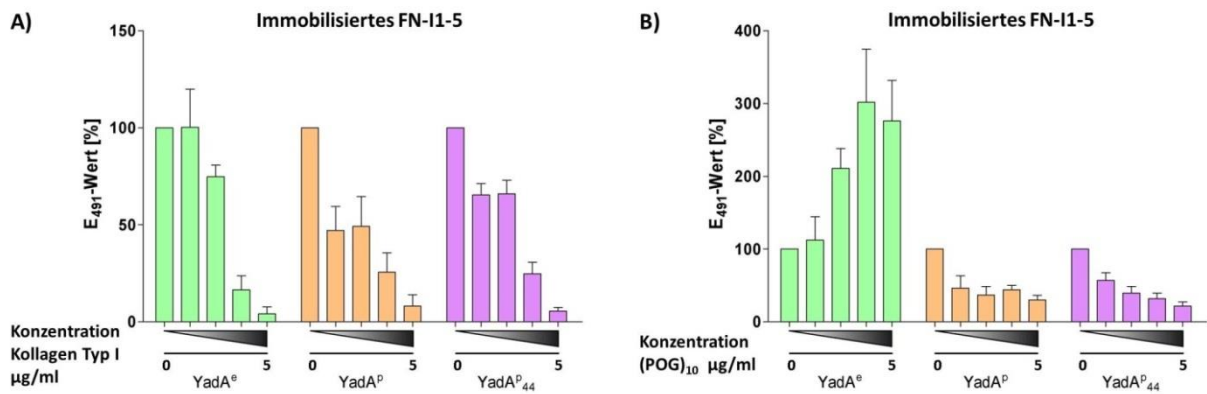 A)
Immobilisiertes FN-I1-5
150
100
50
0
E₄₉₁-Wert [%]
Konzentration
Kollagen Typ I
µg/ml
0 5 0 5 0 5
YadAᵉ YadAᵖ YadAᵖ₄₄
B)
Immobilisiertes FN-I1-5
400
300
200
100
0
E₄₉₁-Wert [%]
Konzentration
(POG)₁₀ µg/ml
0 5 0 5 0 5
YadAᵉ YadAᵖ YadAᵖ₄₄